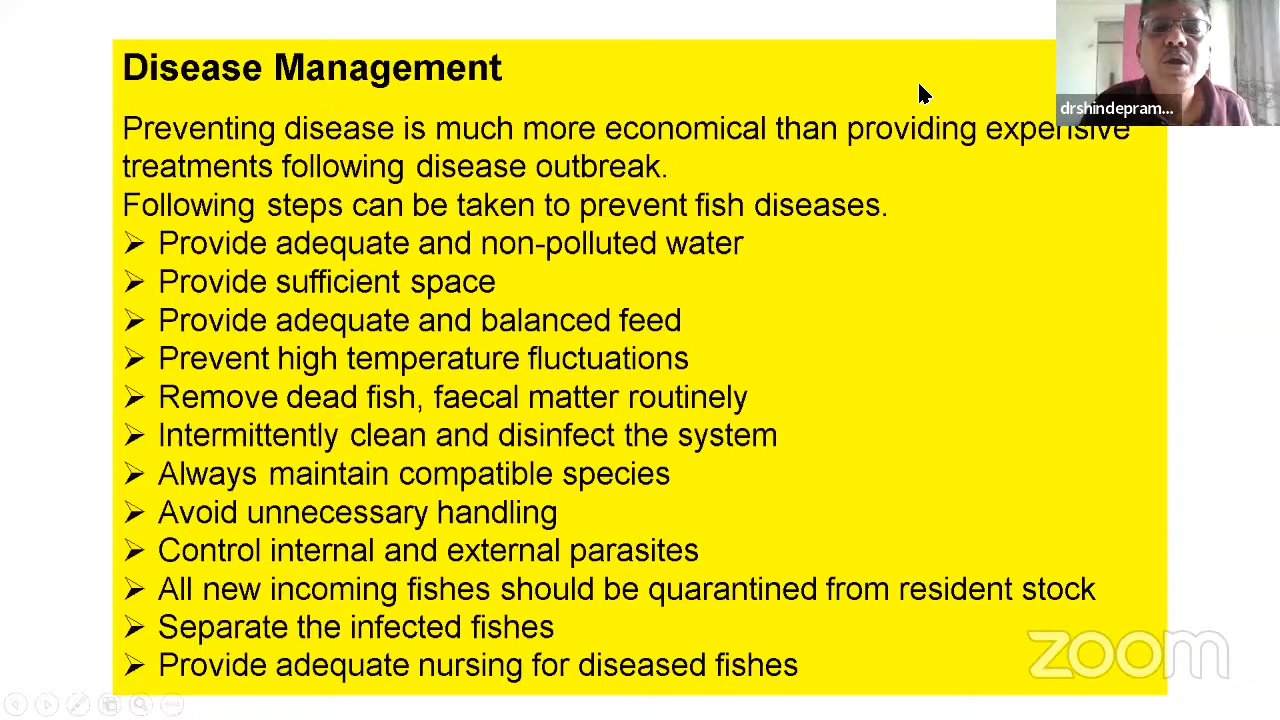 Disease Management
drshindepram...
Preventing disease is much more economical than providing expensive
treatments following disease outbreak.
Following steps can be taken to prevent fish diseases.
➢ Provide adequate and non-polluted water
➢ Provide sufficient space
➢ Provide adequate and balanced feed
➢ Prevent high temperature fluctuations
➢ Remove dead fish, faecal matter routinely
➢ Intermittently clean and disinfect the system
➢ Always maintain compatible species
➢ Avoid unnecessary handling
➢ Control internal and external parasites
➢ All new incoming fishes should be quarantined from resident stock
➢ Separate the infected fishes
➢ Provide adequate nursing for diseased fishes
zoom